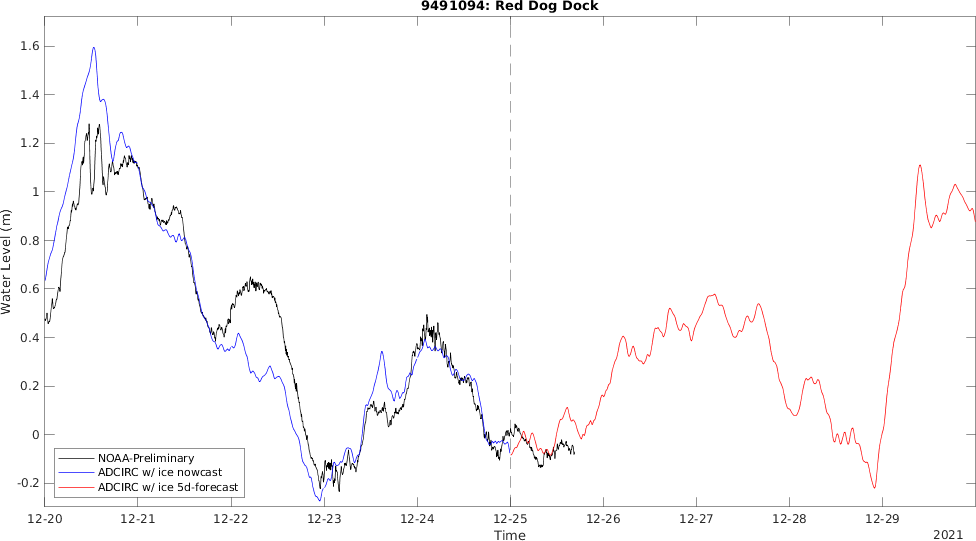 9491094: Red Dog Dock
Water Level (m)
1.6
1.4
1.2
1
0.8
0.6
0.4
0.2
0
-0.2
NOAA-Preliminary
ADCIRC w/ ice nowcast
ADCIRC w/ ice 5d-forecast
12-20 12-21 12-22 12-23 12-24 12-25 12-26 12-27 12-28 12-29
Time
2021